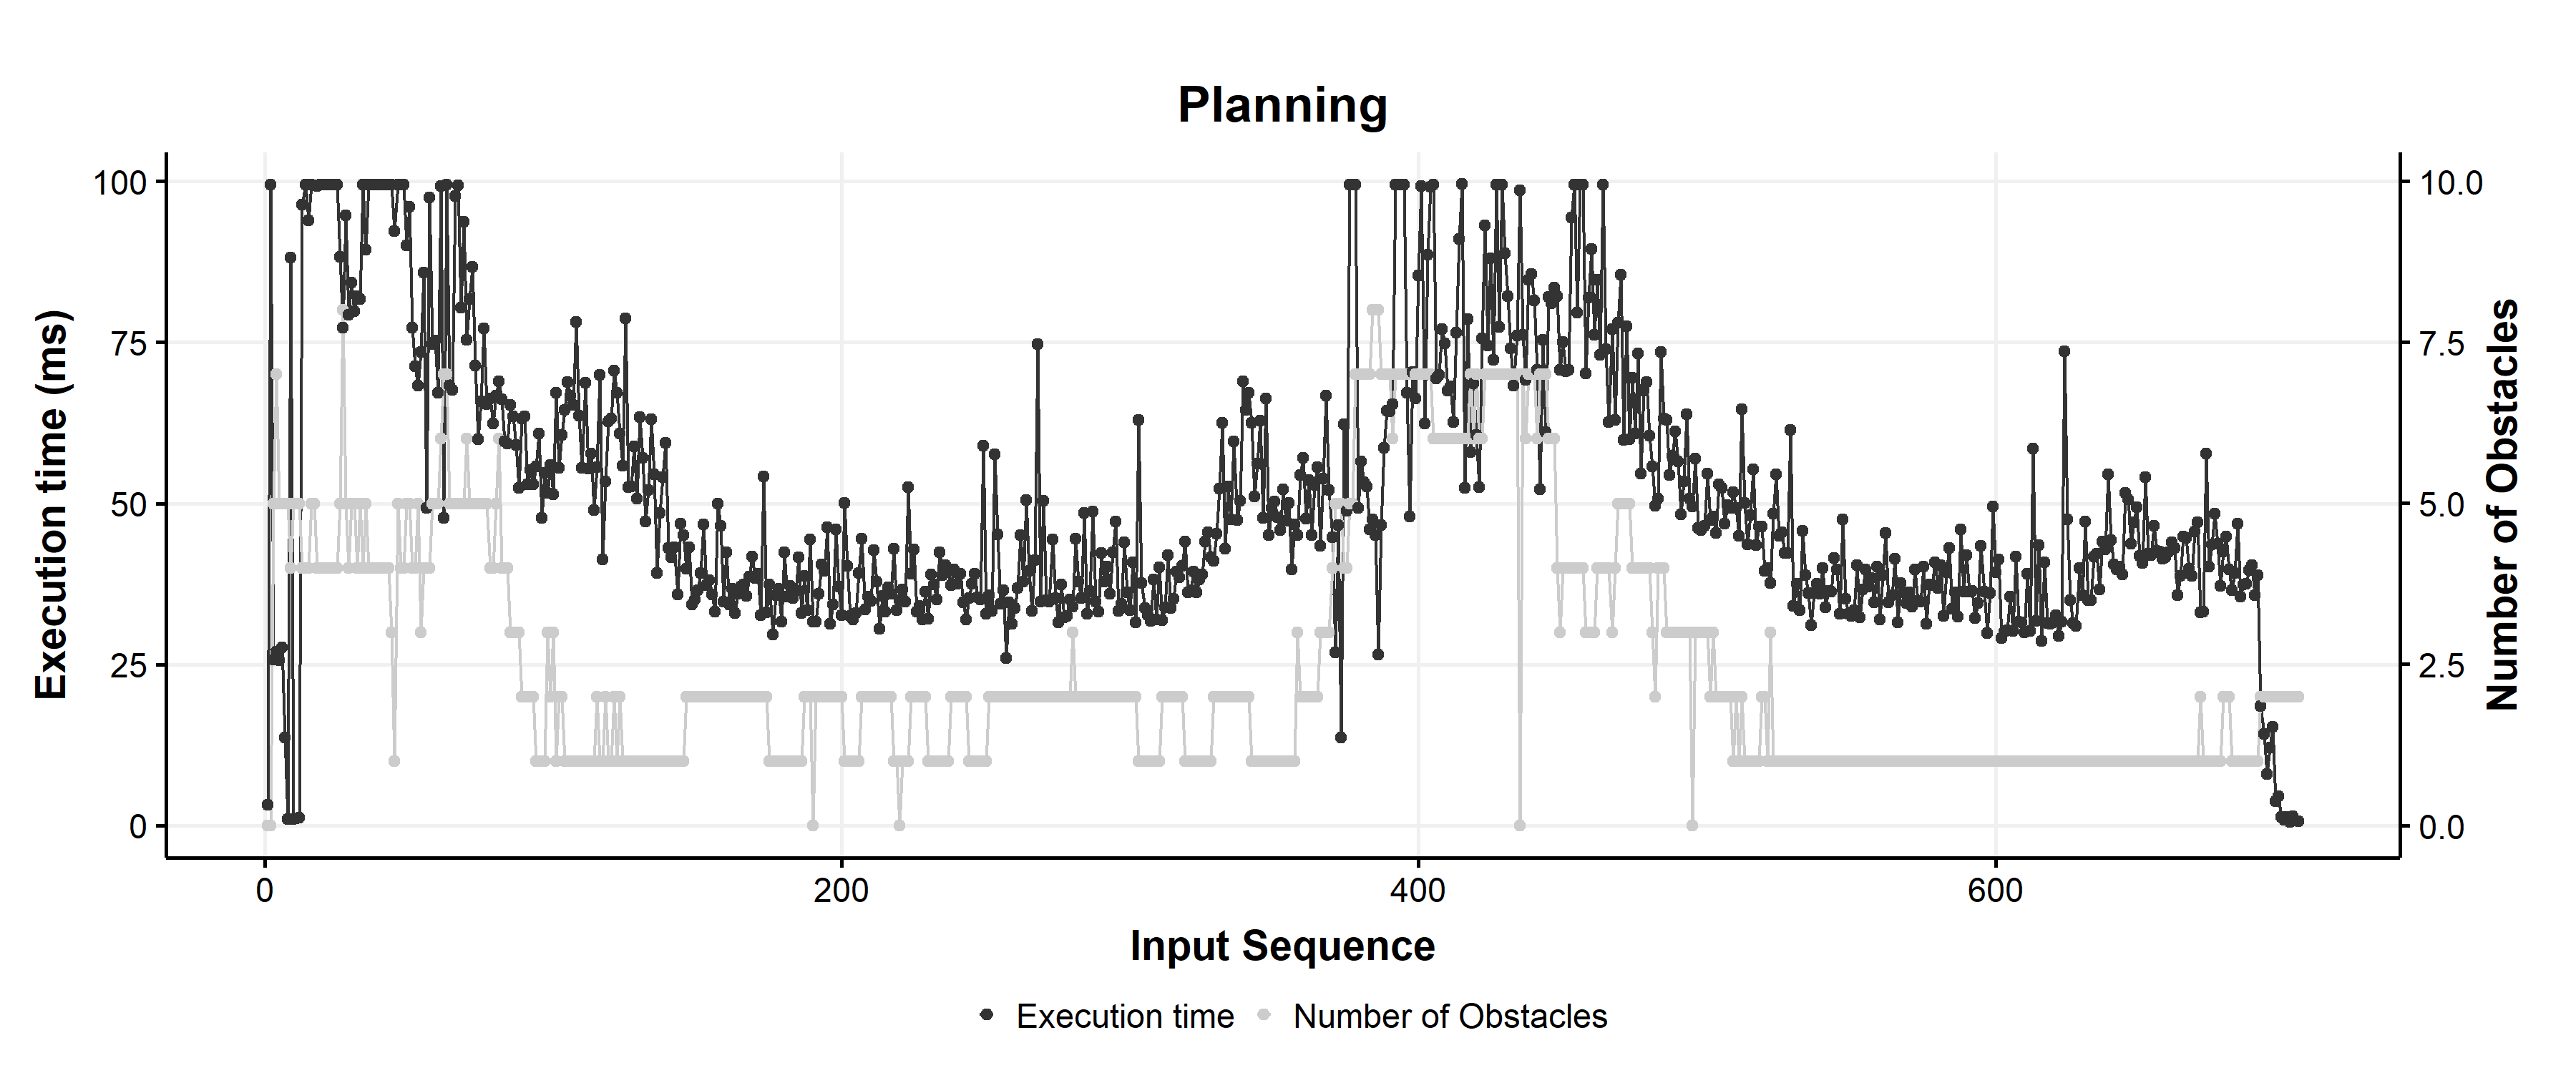 Planning
Execution time (ms)
100
75
50
25
0
10.0
7.5
5.0
2.5
0.0
Number of Obstacles
0 200 400 600
Input Sequence
Execution time Number of Obstacles